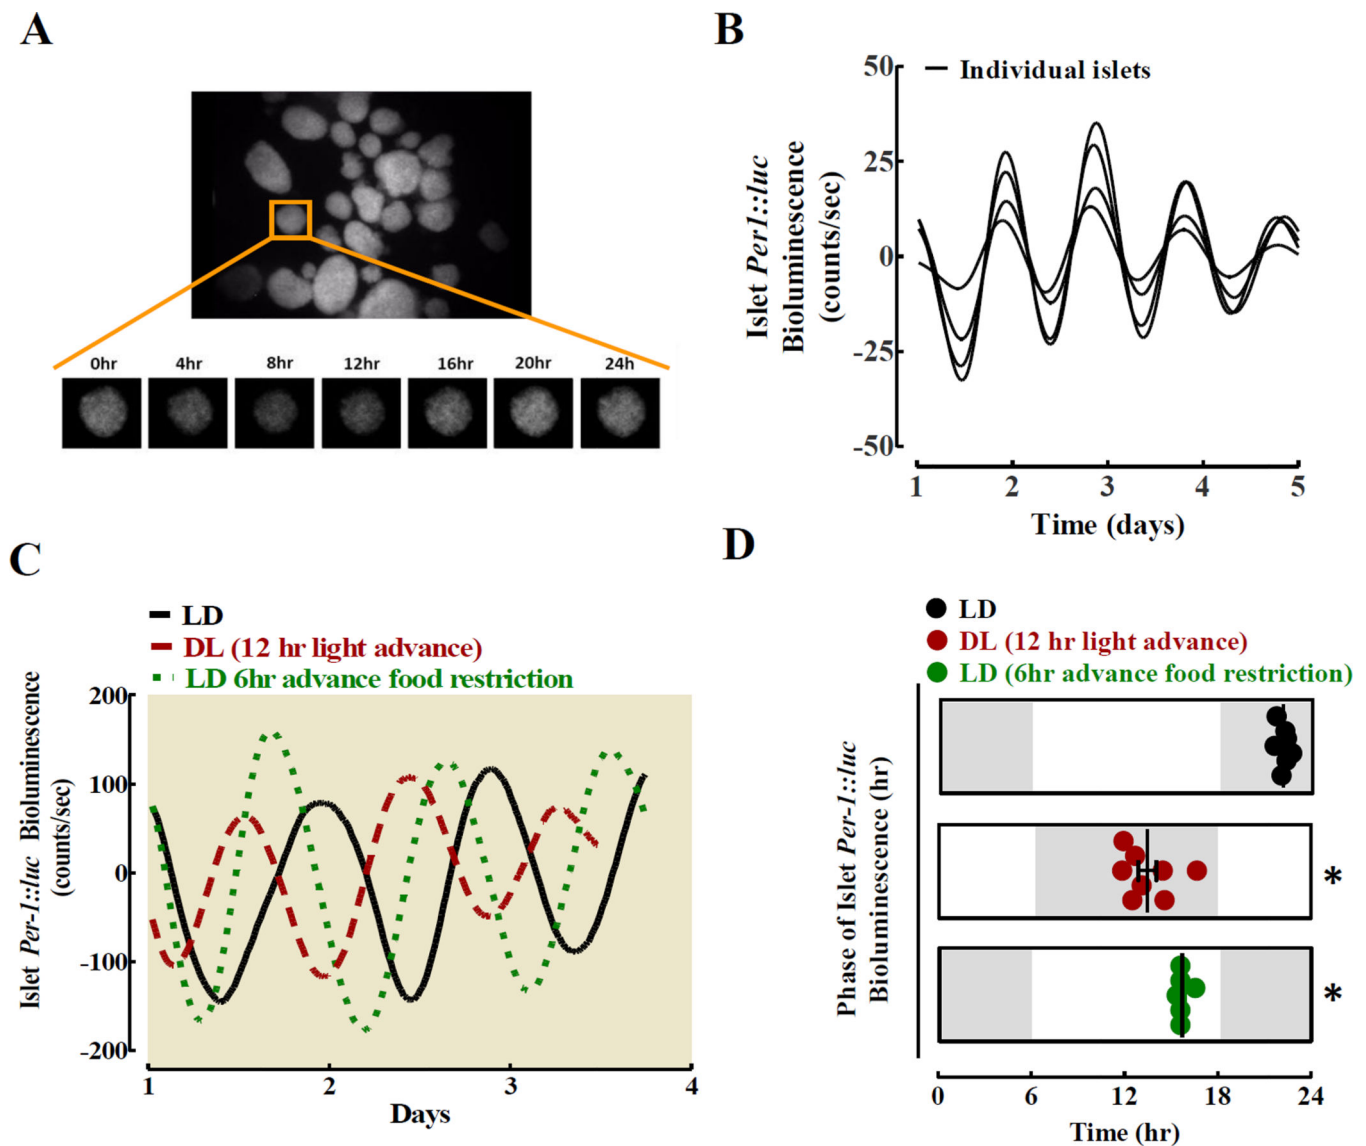 A
0hr 4hr 8hr 12hr 16hr 20hr 24h
B
Individual islets
Islet Per1::luc
Bioluminescence
(counts/sec)
50
25
0
-25
-50
1 2 3 4 5
Time (days)
C
LD
DL (12 hr light advance)
LD 6hr advance food restriction
Islet Per-1::luc Bioluminescence
(counts/sec)
200
100
0
-100
-200
1 2 3 4
Days
D
LD
DL (12 hr light advance)
LD (6hr advance food restriction)
Phase of Islet Per-1::luc
Bioluminescence (hr)
*
*
0 6 12 18 24
Time (hr)